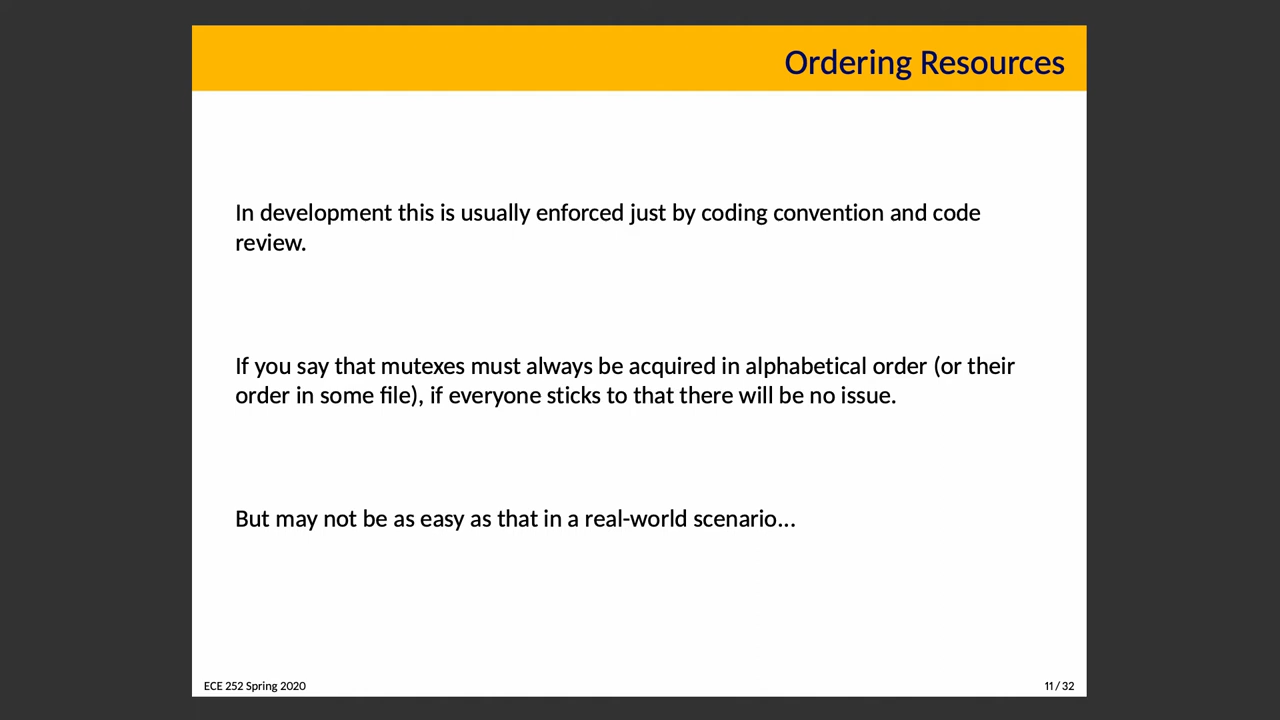 Ordering Resources
In development this is usually enforced just by coding convention and code
review.
If you say that mutexes must always be acquired in alphabetical order (or their
order in some file), if everyone sticks to that there will be no issue.
But may not be as easy as that in a real-world scenario...
ECE 252 Spring 2020
11 / 32